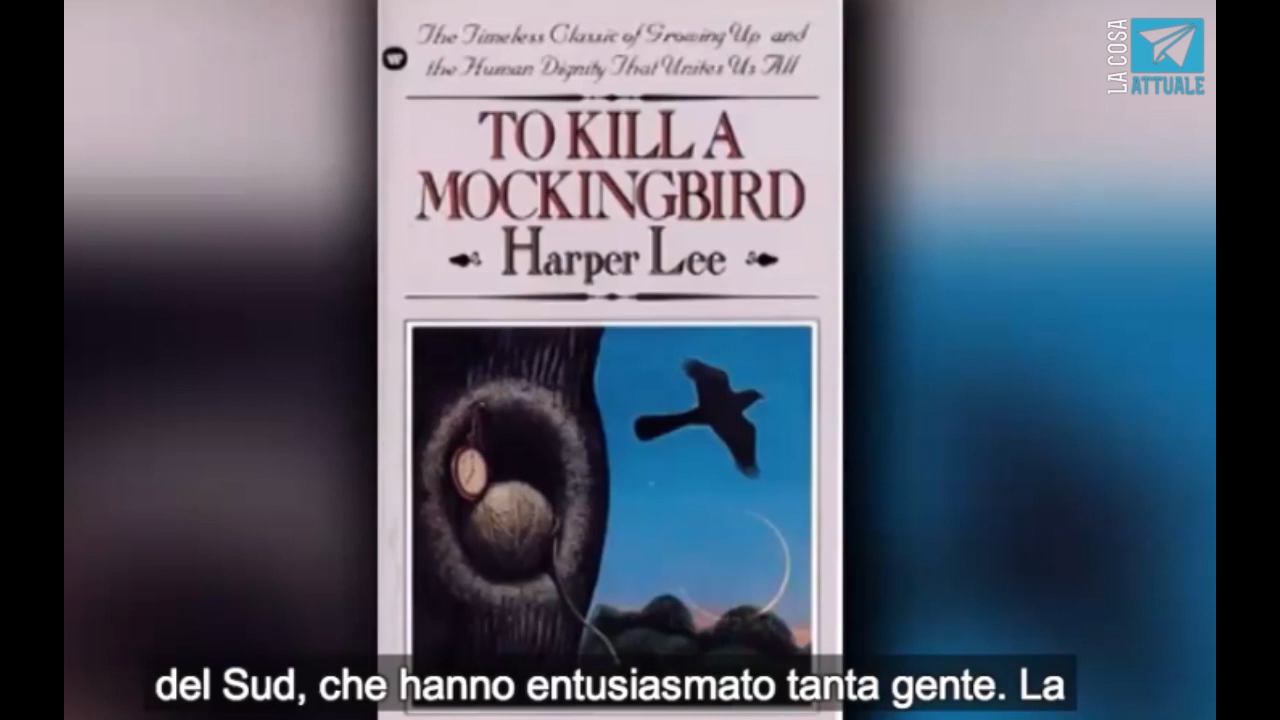 The Timeless Classic of Growing Up and
the Human Dignity That Unites Us All
TO KILL A
MOCKINGBIRD
Harper Lee
LA COSA
ATTUALE
del Sud, che hanno entusiasmato tanta gente. La